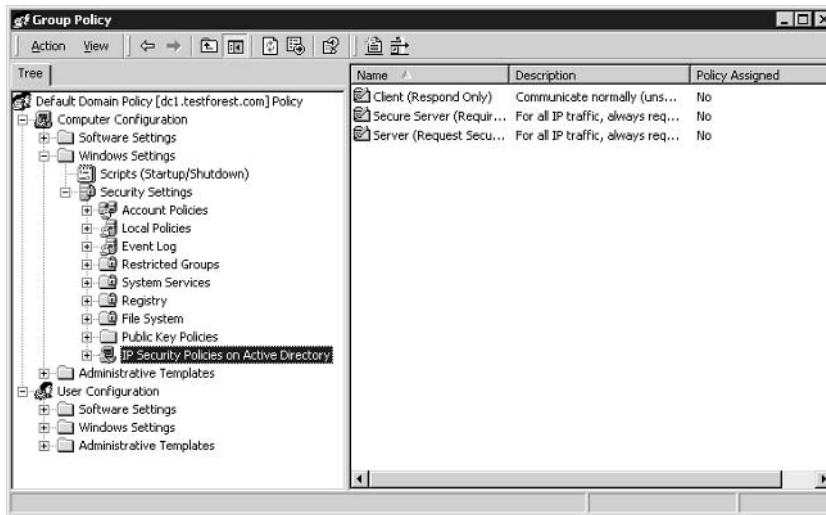 Group Policy
Action View
Tree
Default Domain Policy [dc1.testforest.com] Policy
Computer Configuration
Software Settings
Windows Settings
Scripts (Startup/Shutdown)
Security Settings
Account Policies
Local Policies
Event Log
Restricted Groups
System Services
Registry
File System
Public Key Policies
IP Security Policies on Active Directory
Administrative Templates
User Configuration
Software Settings
Windows Settings
Administrative Templates
Name Description Policy Assigned
Client (Respond Only) Communicate normally (uns... No
Secure Server (Requir... For all IP traffic, always req... No
Server (Request Secu... For all IP traffic, always req... No